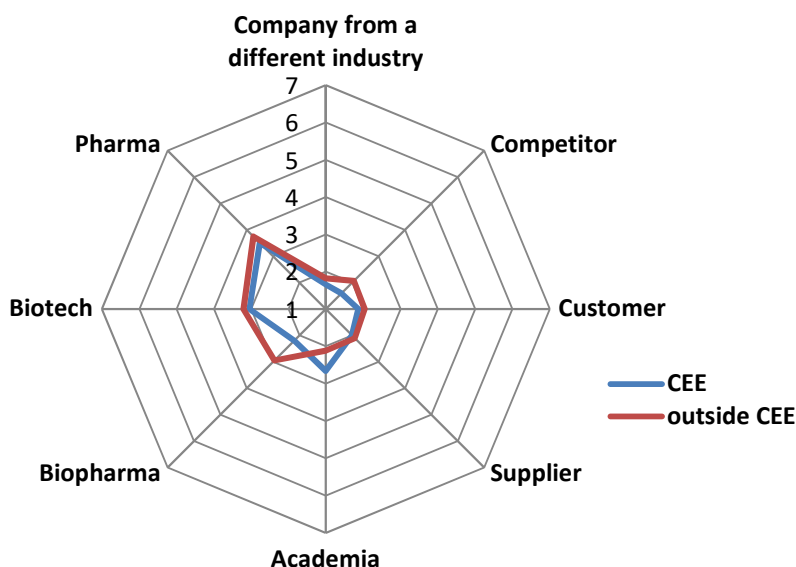 Company from a
different industry
7
6
5
4
3
2
1
Pharma
Competitor
Biotech
Customer
Biopharma
Supplier
Academia
CEE
outside CEE